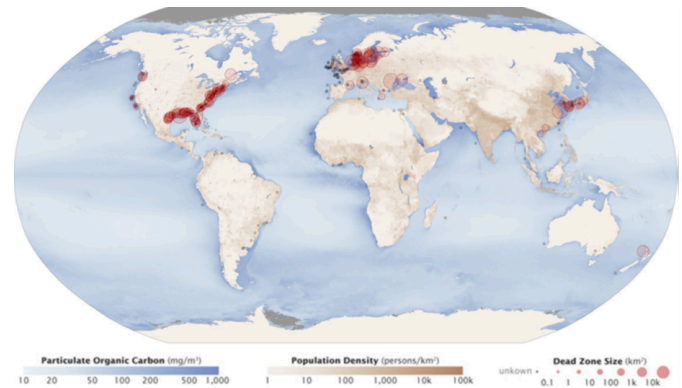 Particulate Organic Carbon (mg/m³)
10 20 50 100 200 500 1,000
Population Density (persons/km²)
1 10 100 1,000 10k 100k
Dead Zone Size (km²)
unkown
0.1 1 10 100 1k 10k